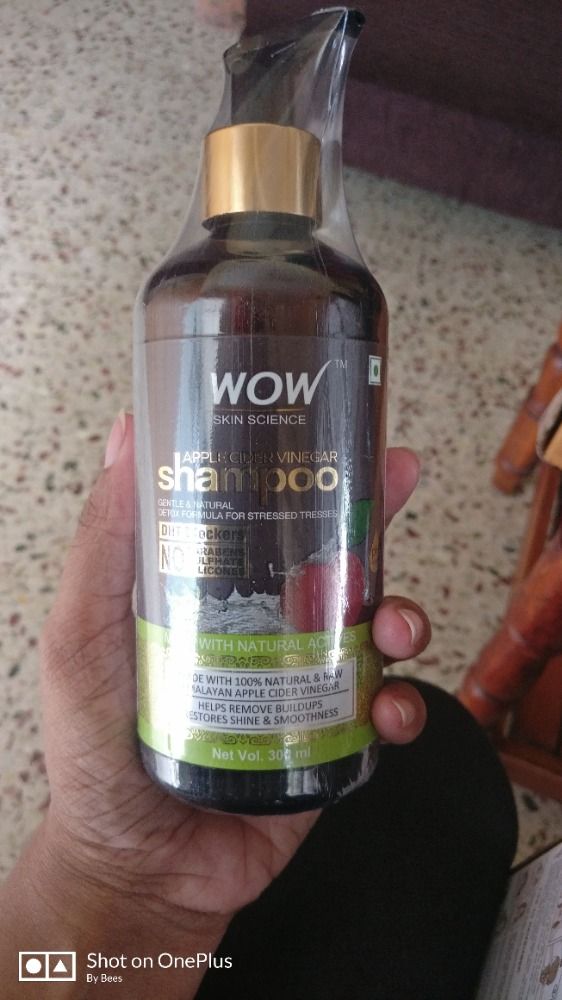 WOW
TM
SKIN SCIENCE
APPLE CIDER VINEGAR
shampoo
GENTLE & NATURAL
DETOX FORMULA FOR STRESSED TRESSES
DHT blockers
NO
PARABENS
SULPHATE
SILICONES
WITH NATURAL ACTIVES
MADE WITH 100% NATURAL & RAW
HIMALAYAN APPLE CIDER VINEGAR
HELPS REMOVE BUILDUPS
RESTORES SHINE & SMOOTHNESS
Net Vol. 300 ml
Shot on OnePlus
By Bees